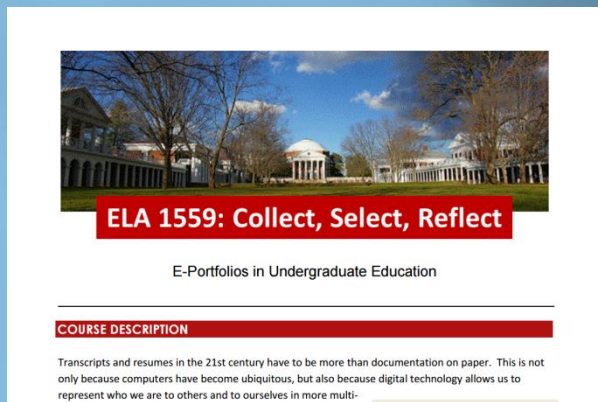 ELA 1559: Collect, Select, Reflect
E-Portfolios in Undergraduate Education
COURSE DESCRIPTION
Transcripts and resumes in the 21st century have to be more than documentation on paper. This is not
only because computers have become ubiquitous, but also because digital technology allows us to
represent who we are to others and to ourselves in more multi-